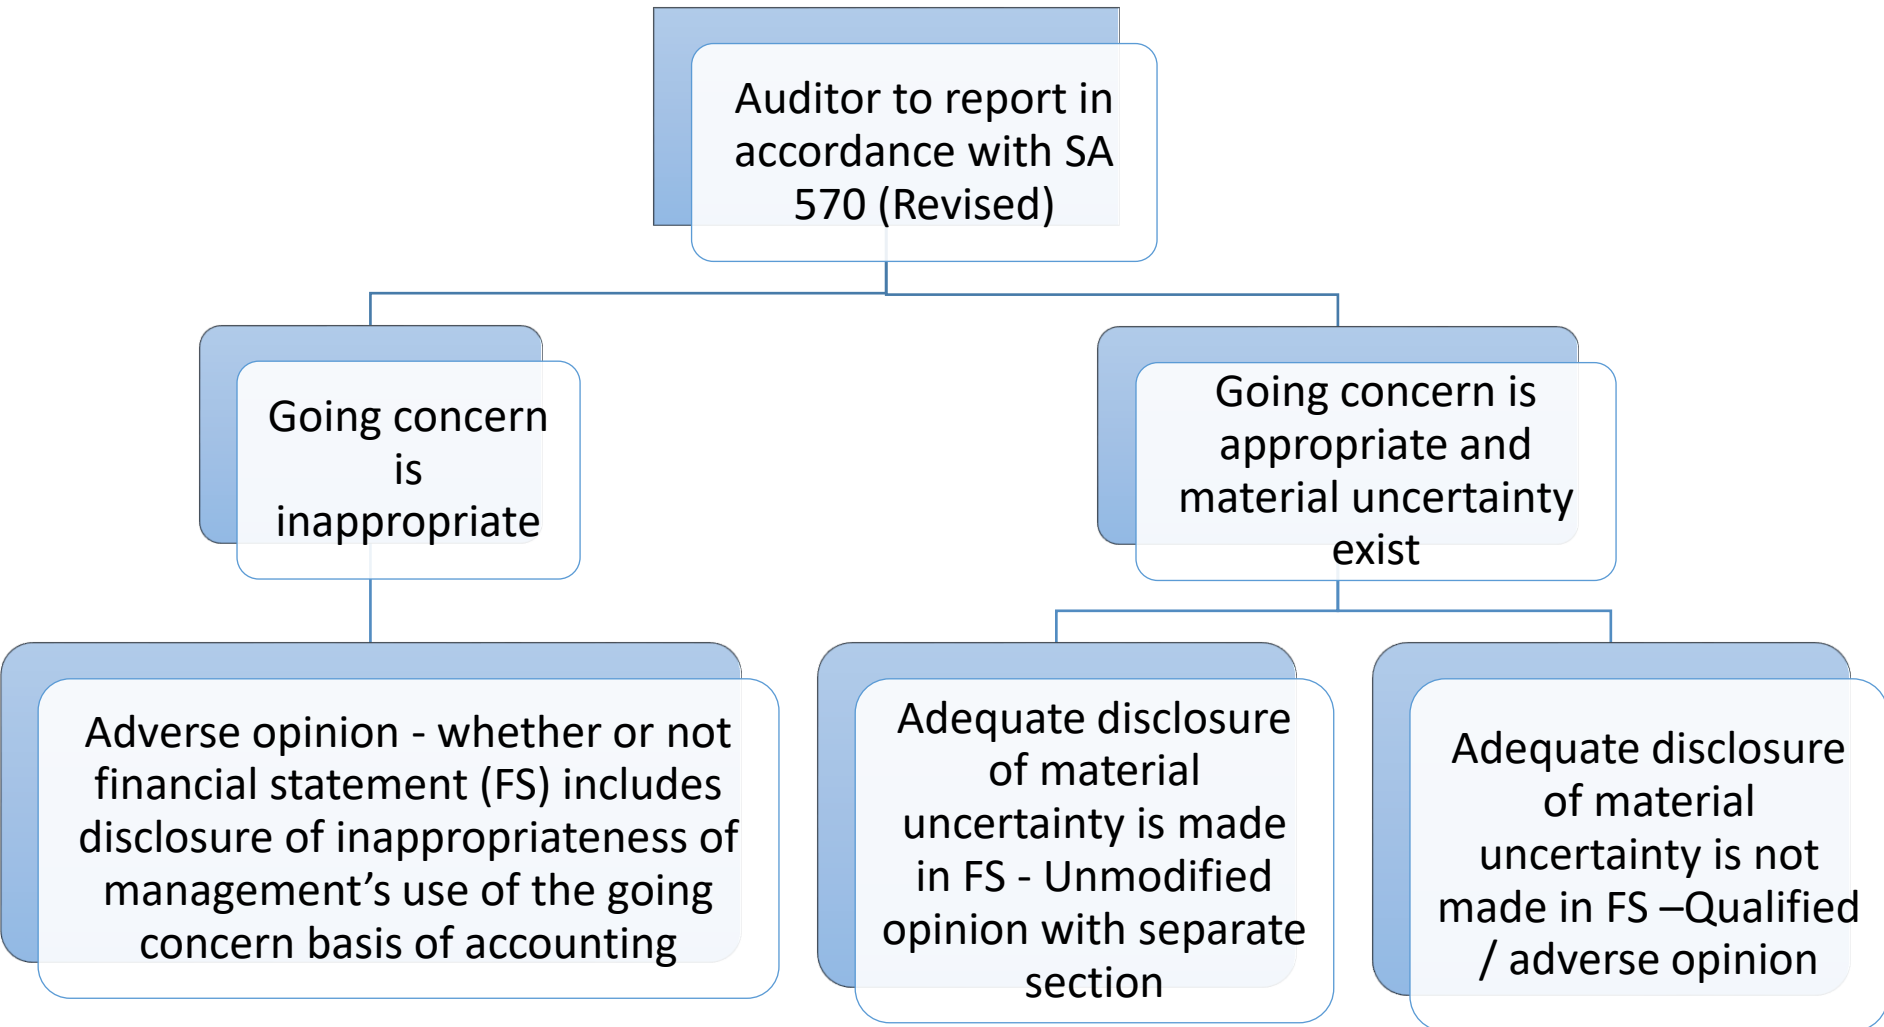 Auditor to report in
accordance with SA
570 (Revised)
Going concern
is
inappropriate
Going concern is
appropriate and
material uncertainty
exist
Adverse opinion - whether or not
financial statement (FS) includes
disclosure of inappropriateness of
management’s use of the going
concern basis of accounting
Adequate disclosure
of material
uncertainty is made
in FS - Unmodified
opinion with separate
section
Adequate disclosure
of material
uncertainty is not
made in FS –Qualified
/ adverse opinion